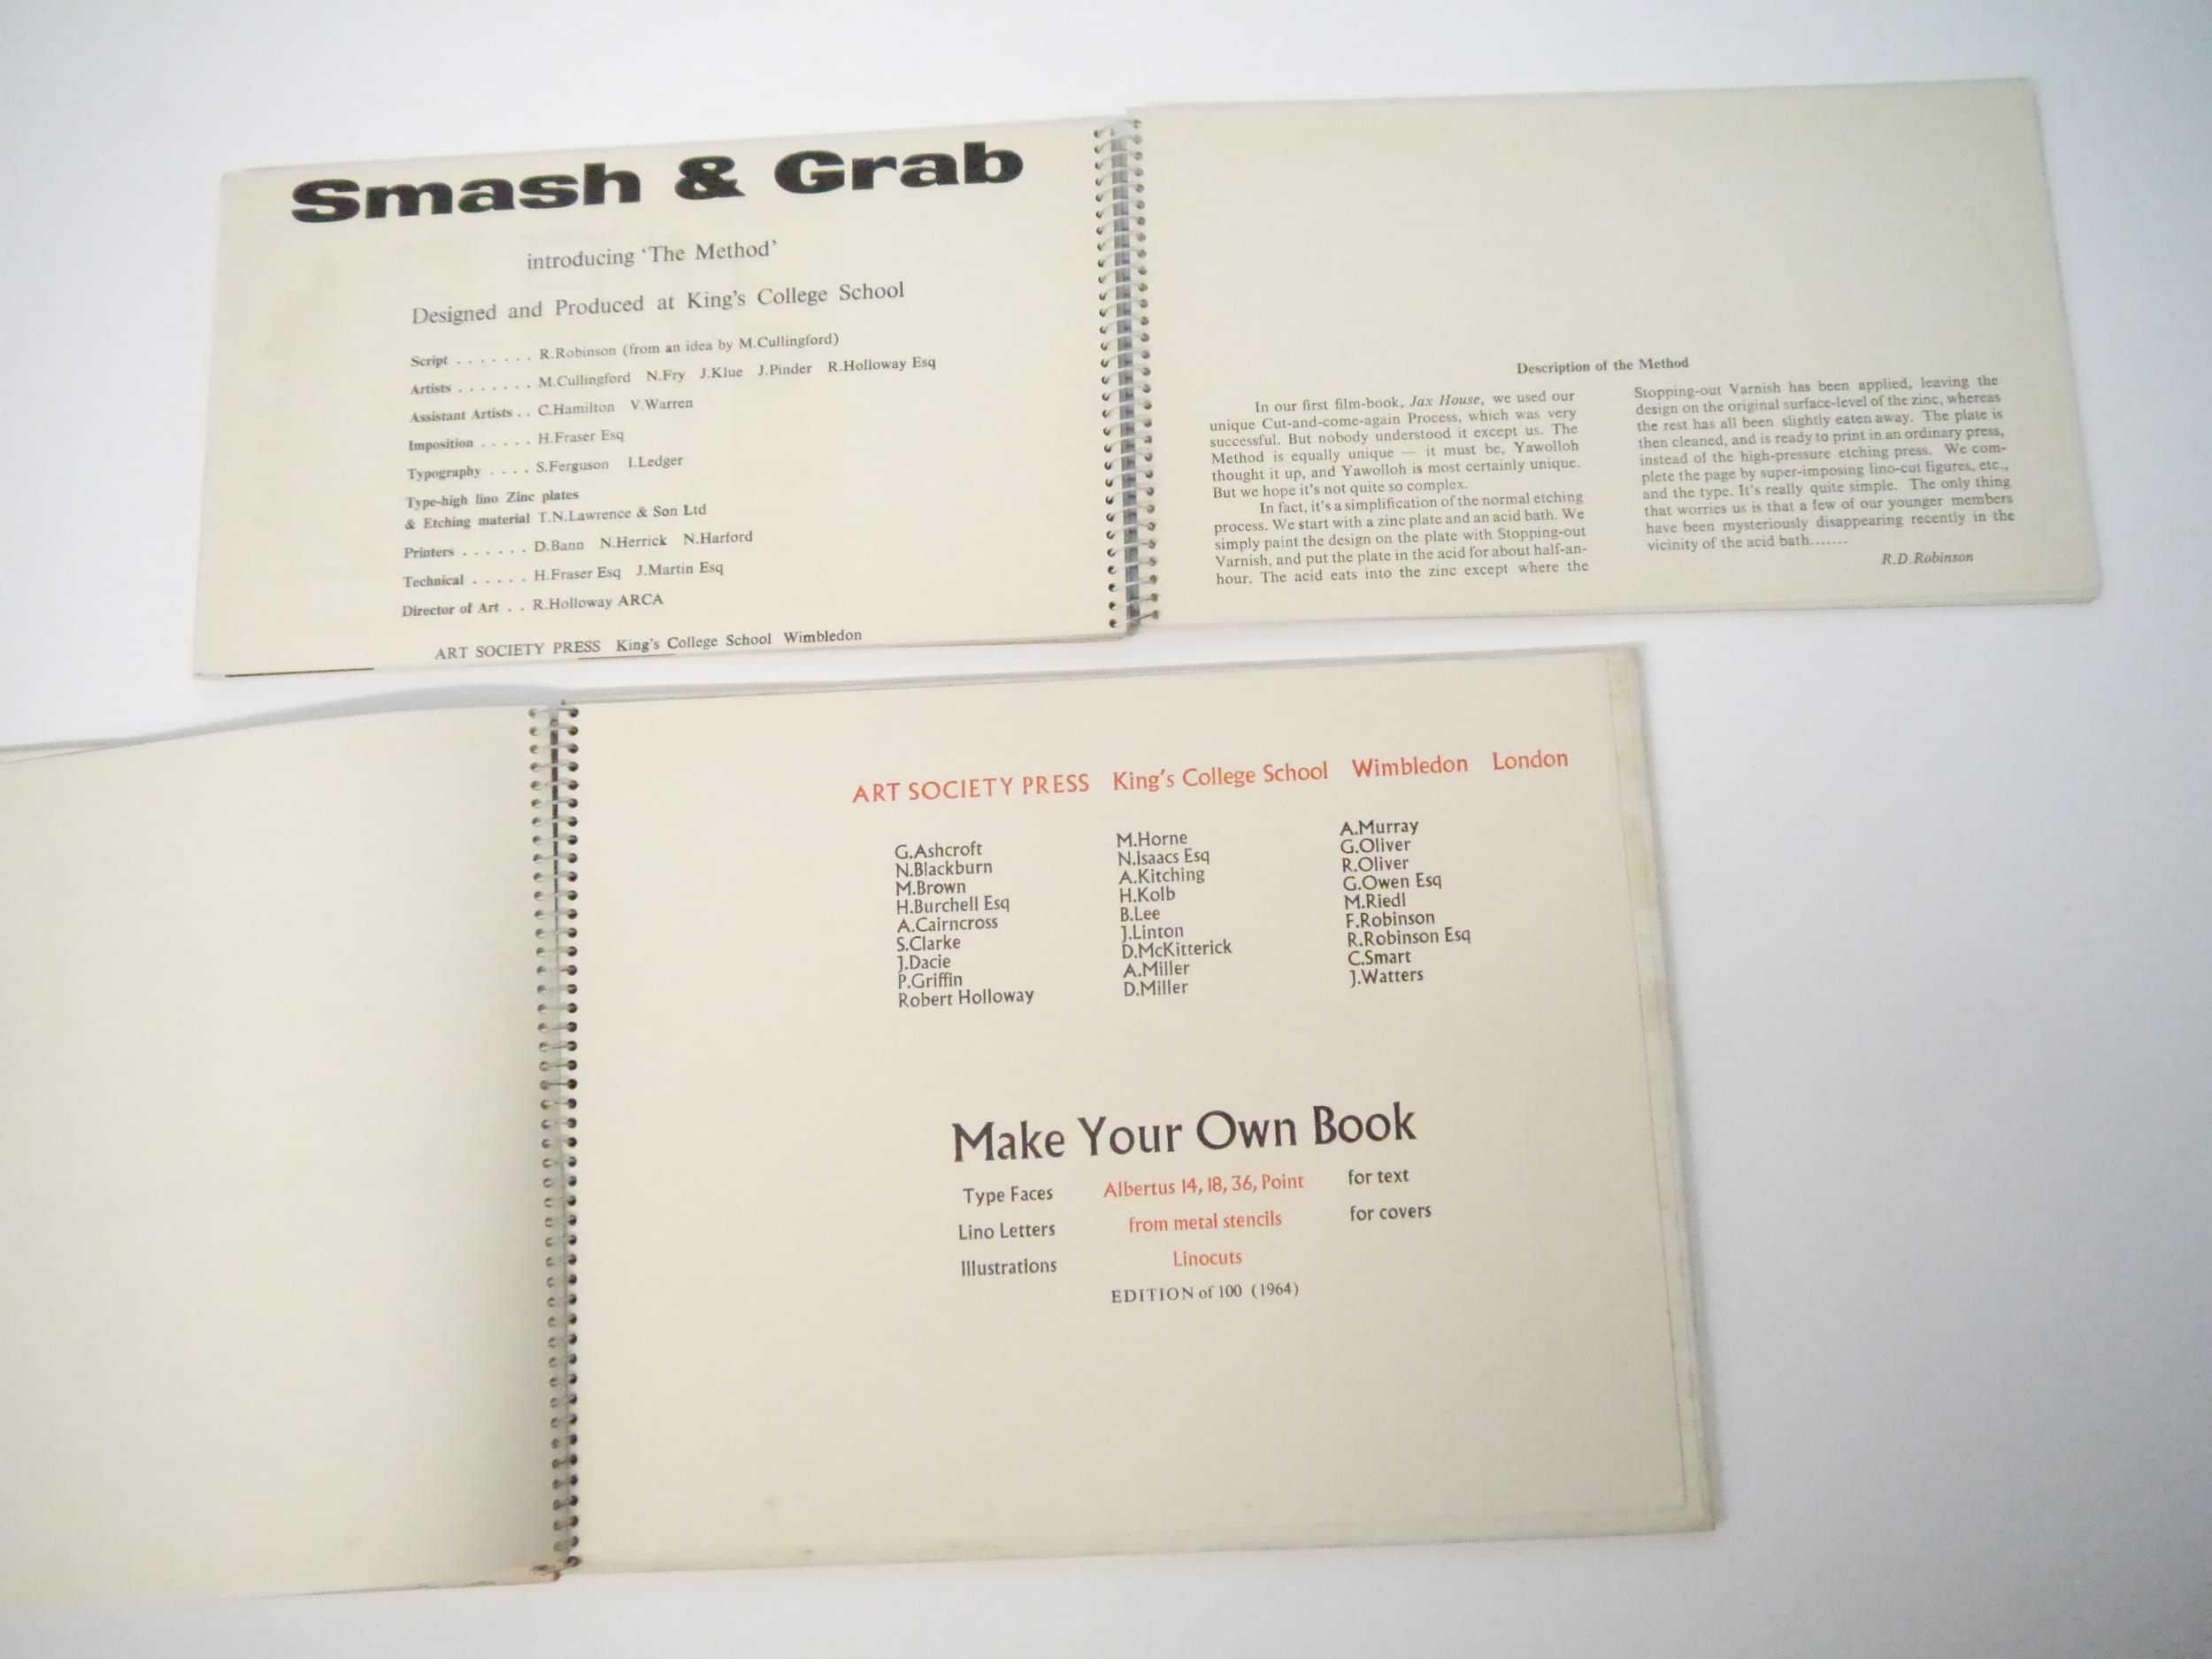 Smash & Grab
introducing ‘The Method’
Designed and Produced at King’s College School
Script . . . . . . . R.Robinson (from an idea by M.Cullingford)
Artists . . . . . . . M.Cullingford N.Fry J.Klue J.Pinder R.Holloway Esq
Assistant Artists . . C.Hamilton V.Warren
Imposition . . . . . H.Fraser Esq
Typography . . . . S.Ferguson I.Ledger
Type-high lino Zinc plates
& Etching material T.N.Lawrence & Son Ltd
Printers . . . . . . D.Bann N.Herrick N.Harford
Technical . . . . . H.Fraser Esq J.Martin Esq
Director of Art . . R.Holloway ARCA
ART SOCIETY PRESS King’s College School Wimbledon
Description of the Method
In our first film-book, Jax House, we used our
unique Cut-and-come-again Process, which was very
successful. But nobody understood it except us. The
Method is equally unique — it must be, Yawolloh
thought it up, and Yawolloh is most certainly unique.
But we hope it’s not quite so complex.
In fact, it’s a simplification of the normal etching
process. We start with a zinc plate and an acid bath. We
simply paint the design on the plate with Stopping-out
Varnish, and put the plate in the acid for about half-an-
hour. The acid eats into the zinc except where the
Stopping-out Varnish has been applied, leaving the
design on the original surface-level of the zinc, whereas
the rest has all been slightly eaten away. The plate is
then cleaned, and is ready to print in an ordinary press,
instead of the high-pressure etching press. We com-
plete the page by super-imposing lino-cut figures, etc.,
and the type. It’s really quite simple. The only thing
that worries us is that a few of our younger members
have been mysteriously disappearing recently in the
vicinity of the acid bath.......
R.D.Robinson
ART SOCIETY PRESS King’s College School Wimbledon London
G.Ashcroft
N.Blackburn
M.Brown
H.Burchell Esq
A.Cairncross
S.Clarke
J.Dacie
P.Griffin
Robert Holloway
M.Horne
N.Isaacs Esq
A.Kitching
H.Kolb
B.Lee
J.Linton
D.McKitterick
A.Miller
D.Miller
A.Murray
G.Oliver
R.Oliver
G.Owen Esq
M.Riedl
F.Robinson
R.Robinson Esq
C.Smart
J.Watters
Make Your Own Book
Type Faces Albertus 14, 18, 36, Point for text
Lino Letters from metal stencils for covers
Illustrations Linocuts
EDITION of 100 (1964)